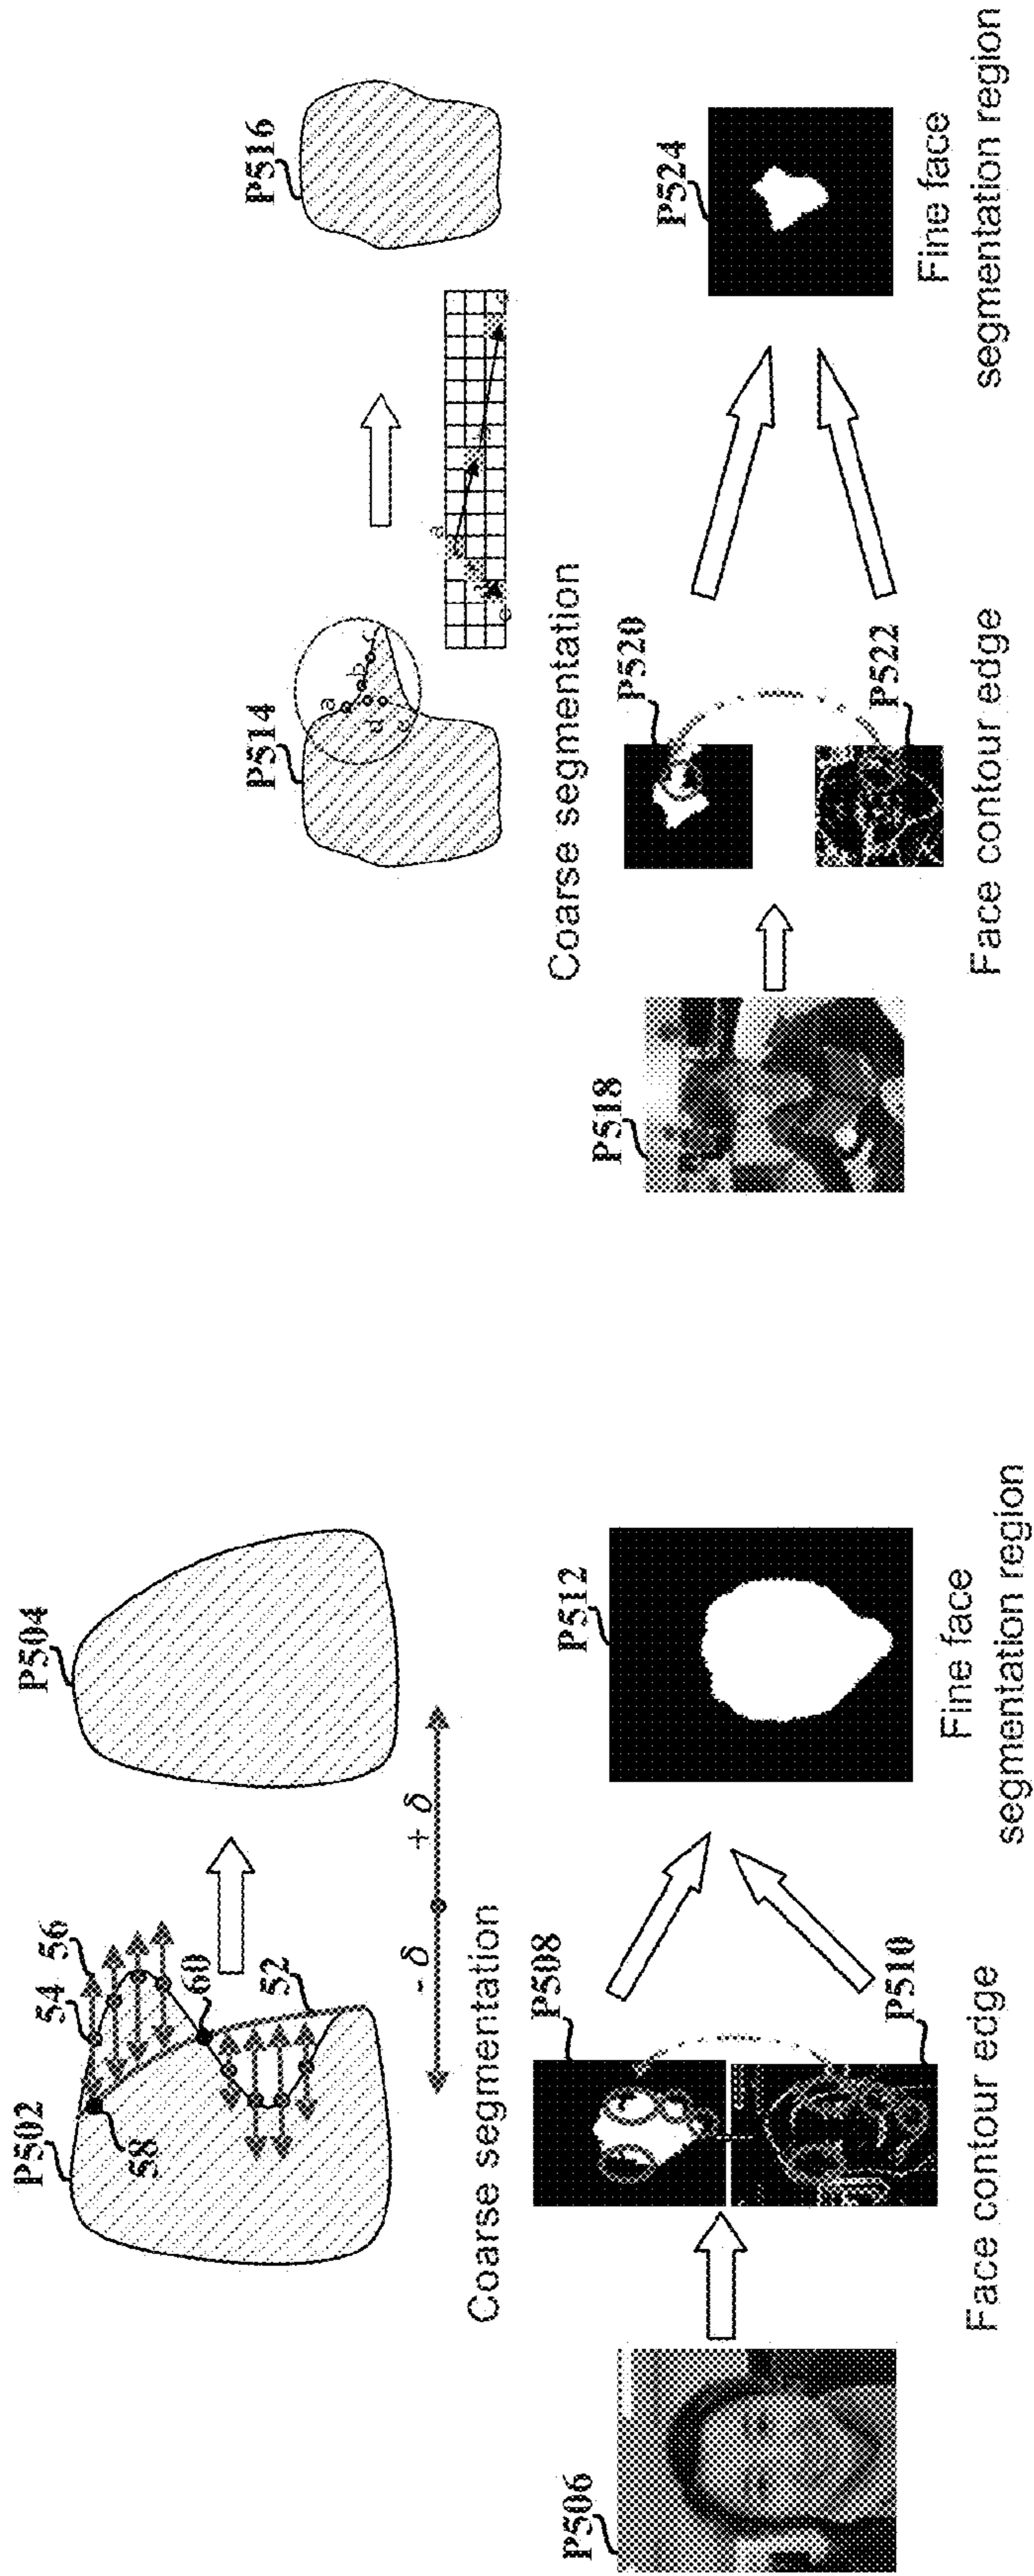 P502
54
56
P504
58
60
52
- δ
+ δ
Coarse segmentation
P506
P508
P510
P512
Face contour edge
Fine face
segmentation region
P514
a
b
c
d
e
P516
a
e
Coarse segmentation
P518
P520
P522
P524
Face contour edge
Fine face
segmentation region